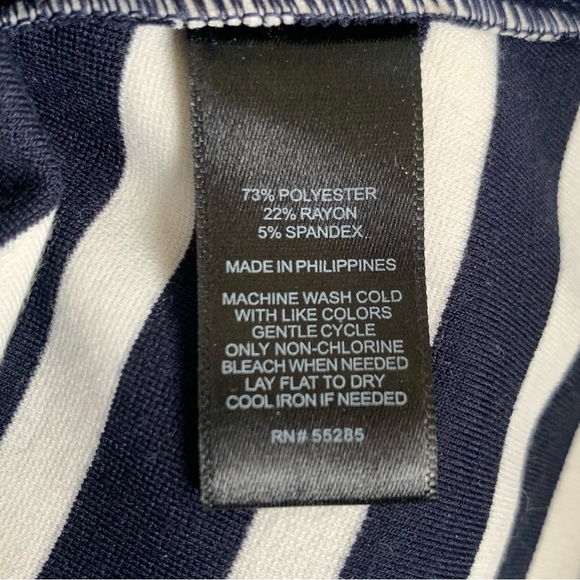 73% POLYESTER
22% RAYON
5% SPANDEX
MADE IN PHILIPPINES
MACHINE WASH COLD
WITH LIKE COLORS
GENTLE CYCLE
ONLY NON-CHLORINE
BLEACH WHEN NEEDED
LAY FLAT TO DRY
COOL IRON IF NEEDED
RN# 55285